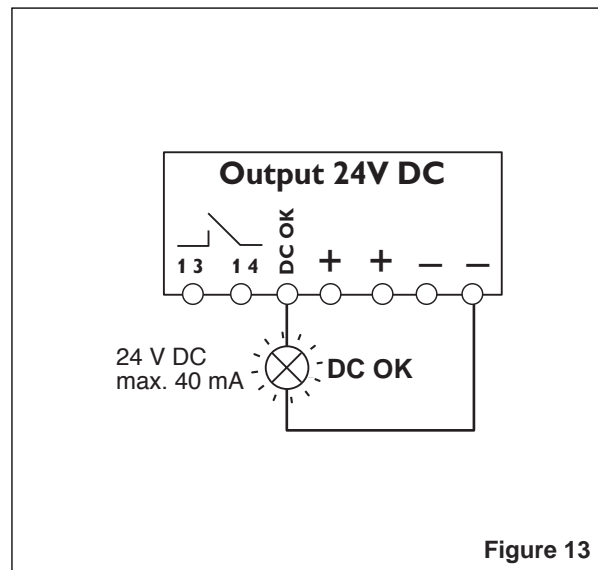 Output 24V DC
13 14 DC OK + + – –
24 V DC
max. 40 mA
DC OK
Figure 13